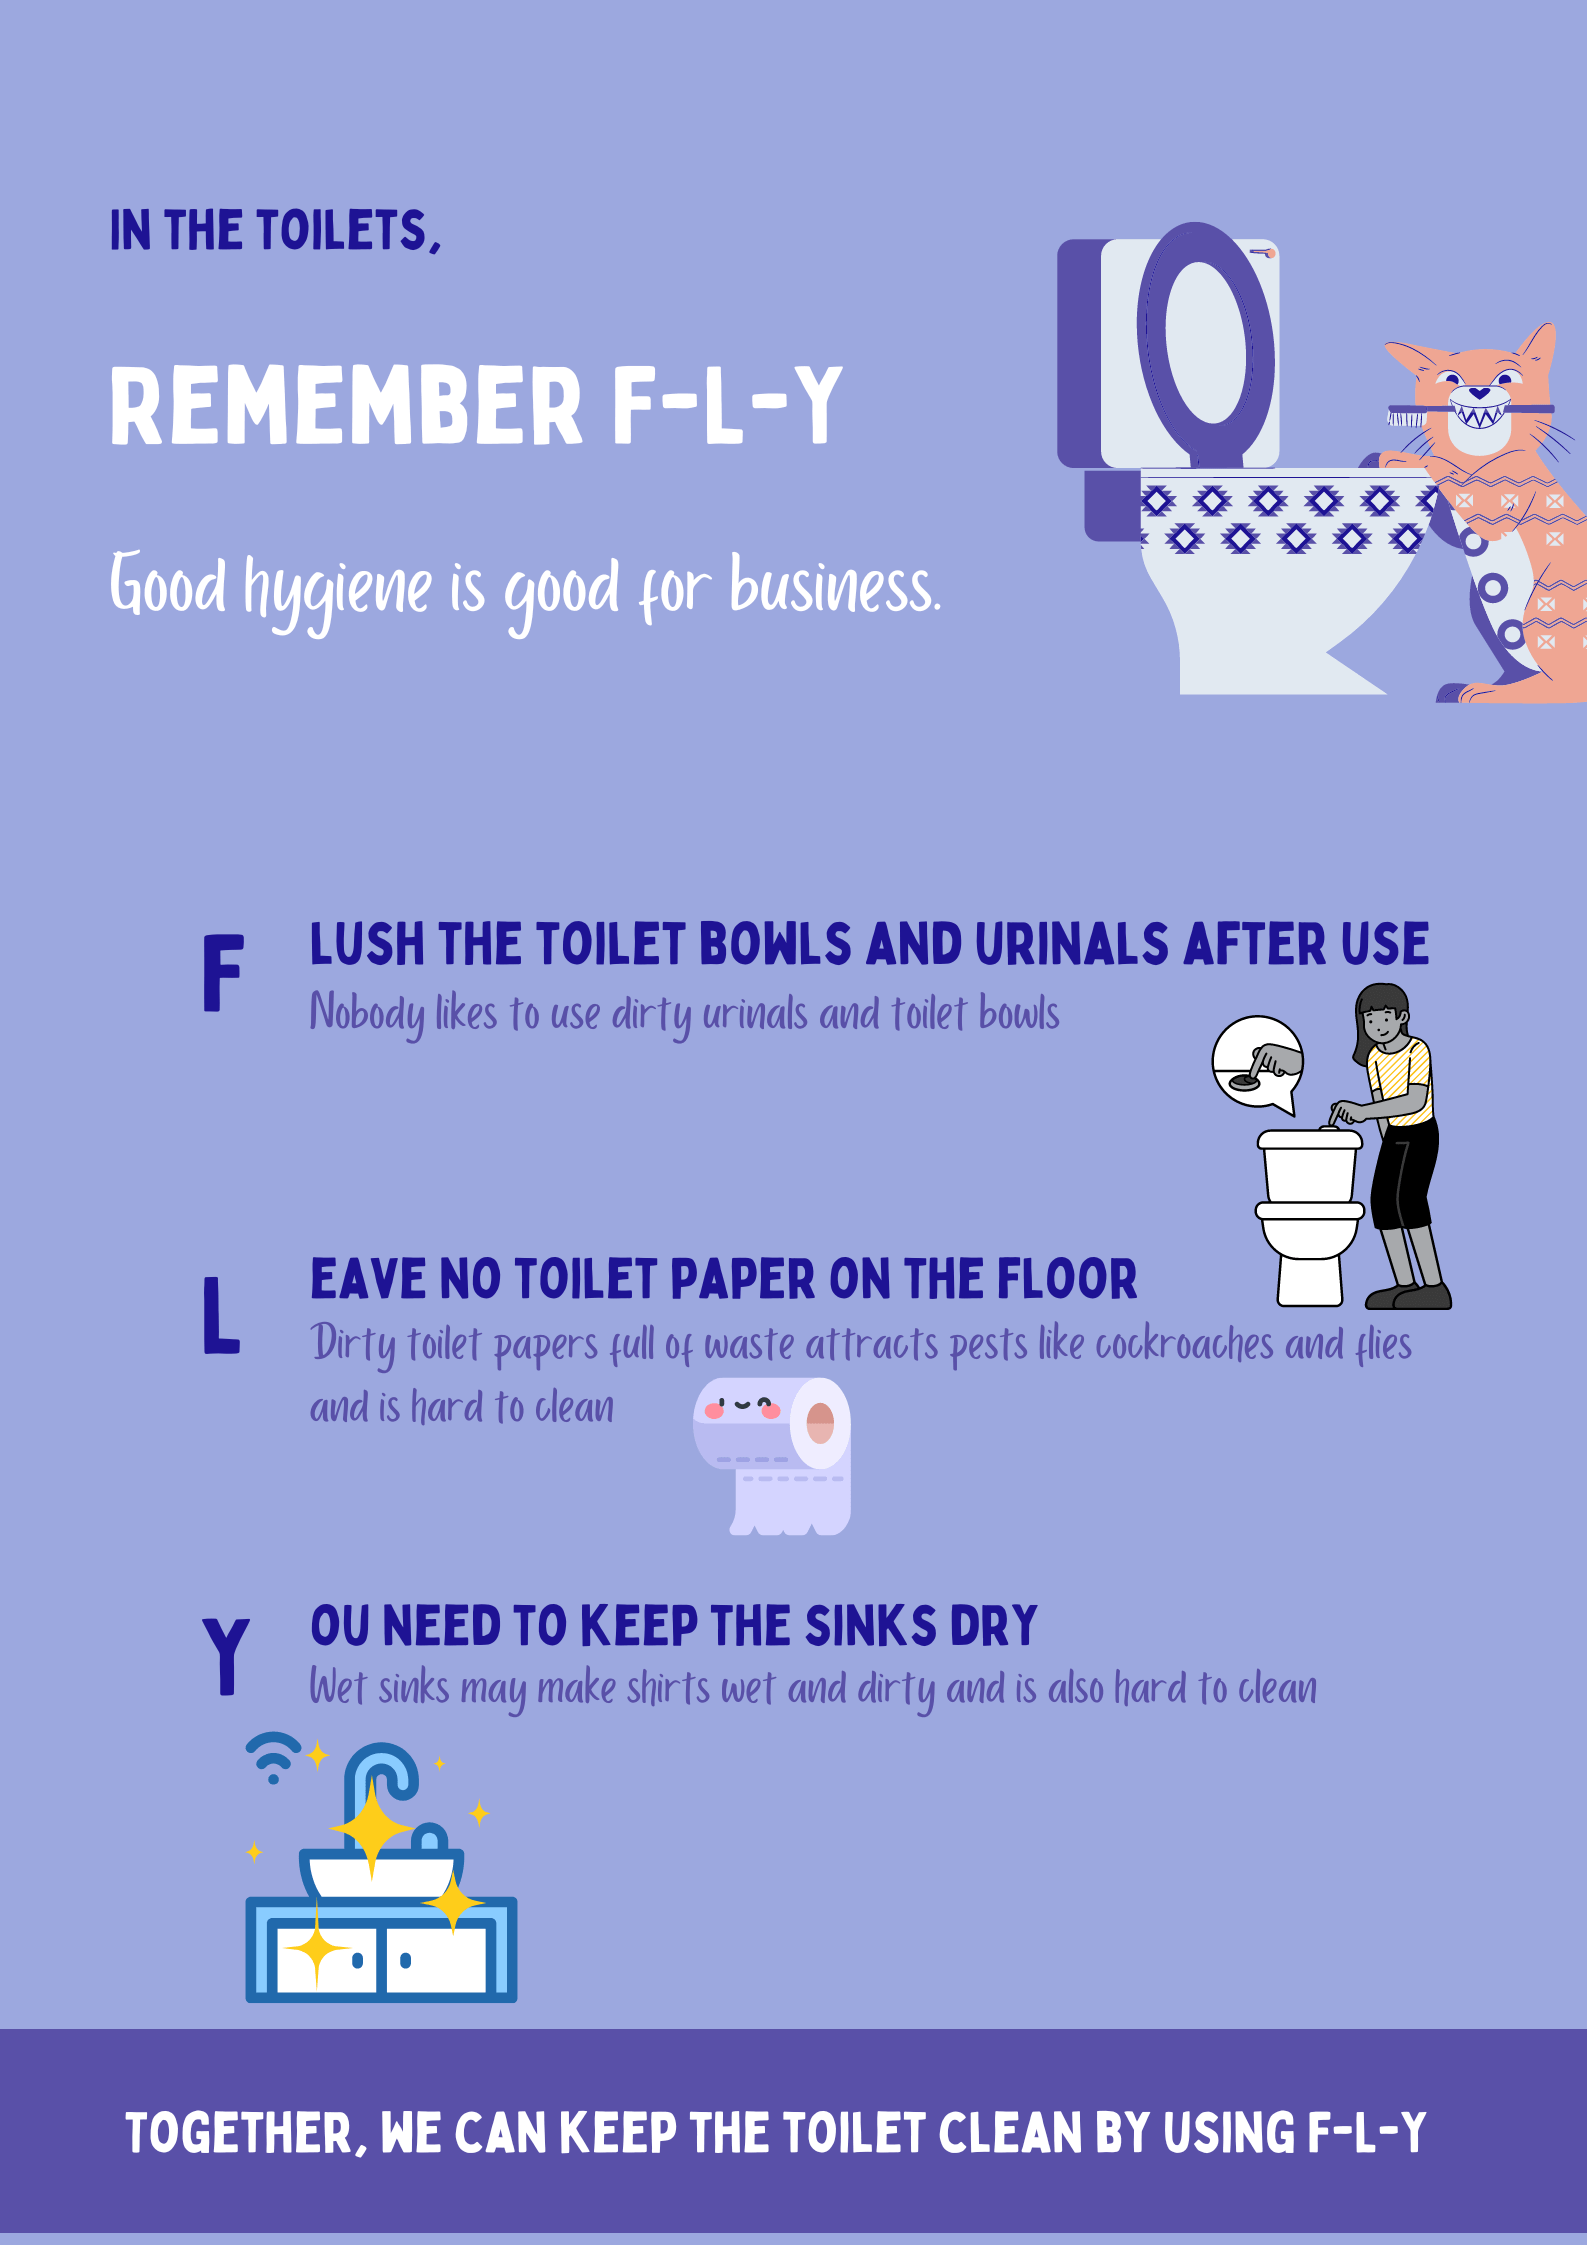 IN THE TOILETS,
REMEMBER F-L-Y
Good hygiene is good for business.
F
LUSH THE TOILET BOWLS AND URINALS AFTER USE
Nobody likes to use dirty urinals and toilet bowls
L
EAVE NO TOILET PAPER ON THE FLOOR
Dirty toilet papers full of waste attracts pests like cockroaches and flies
and is hard to clean
Y
OU NEED TO KEEP THE SINKS DRY
Wet sinks may make shirts wet and dirty and is also hard to clean
TOGETHER, WE CAN KEEP THE TOILET CLEAN BY USING F-L-Y